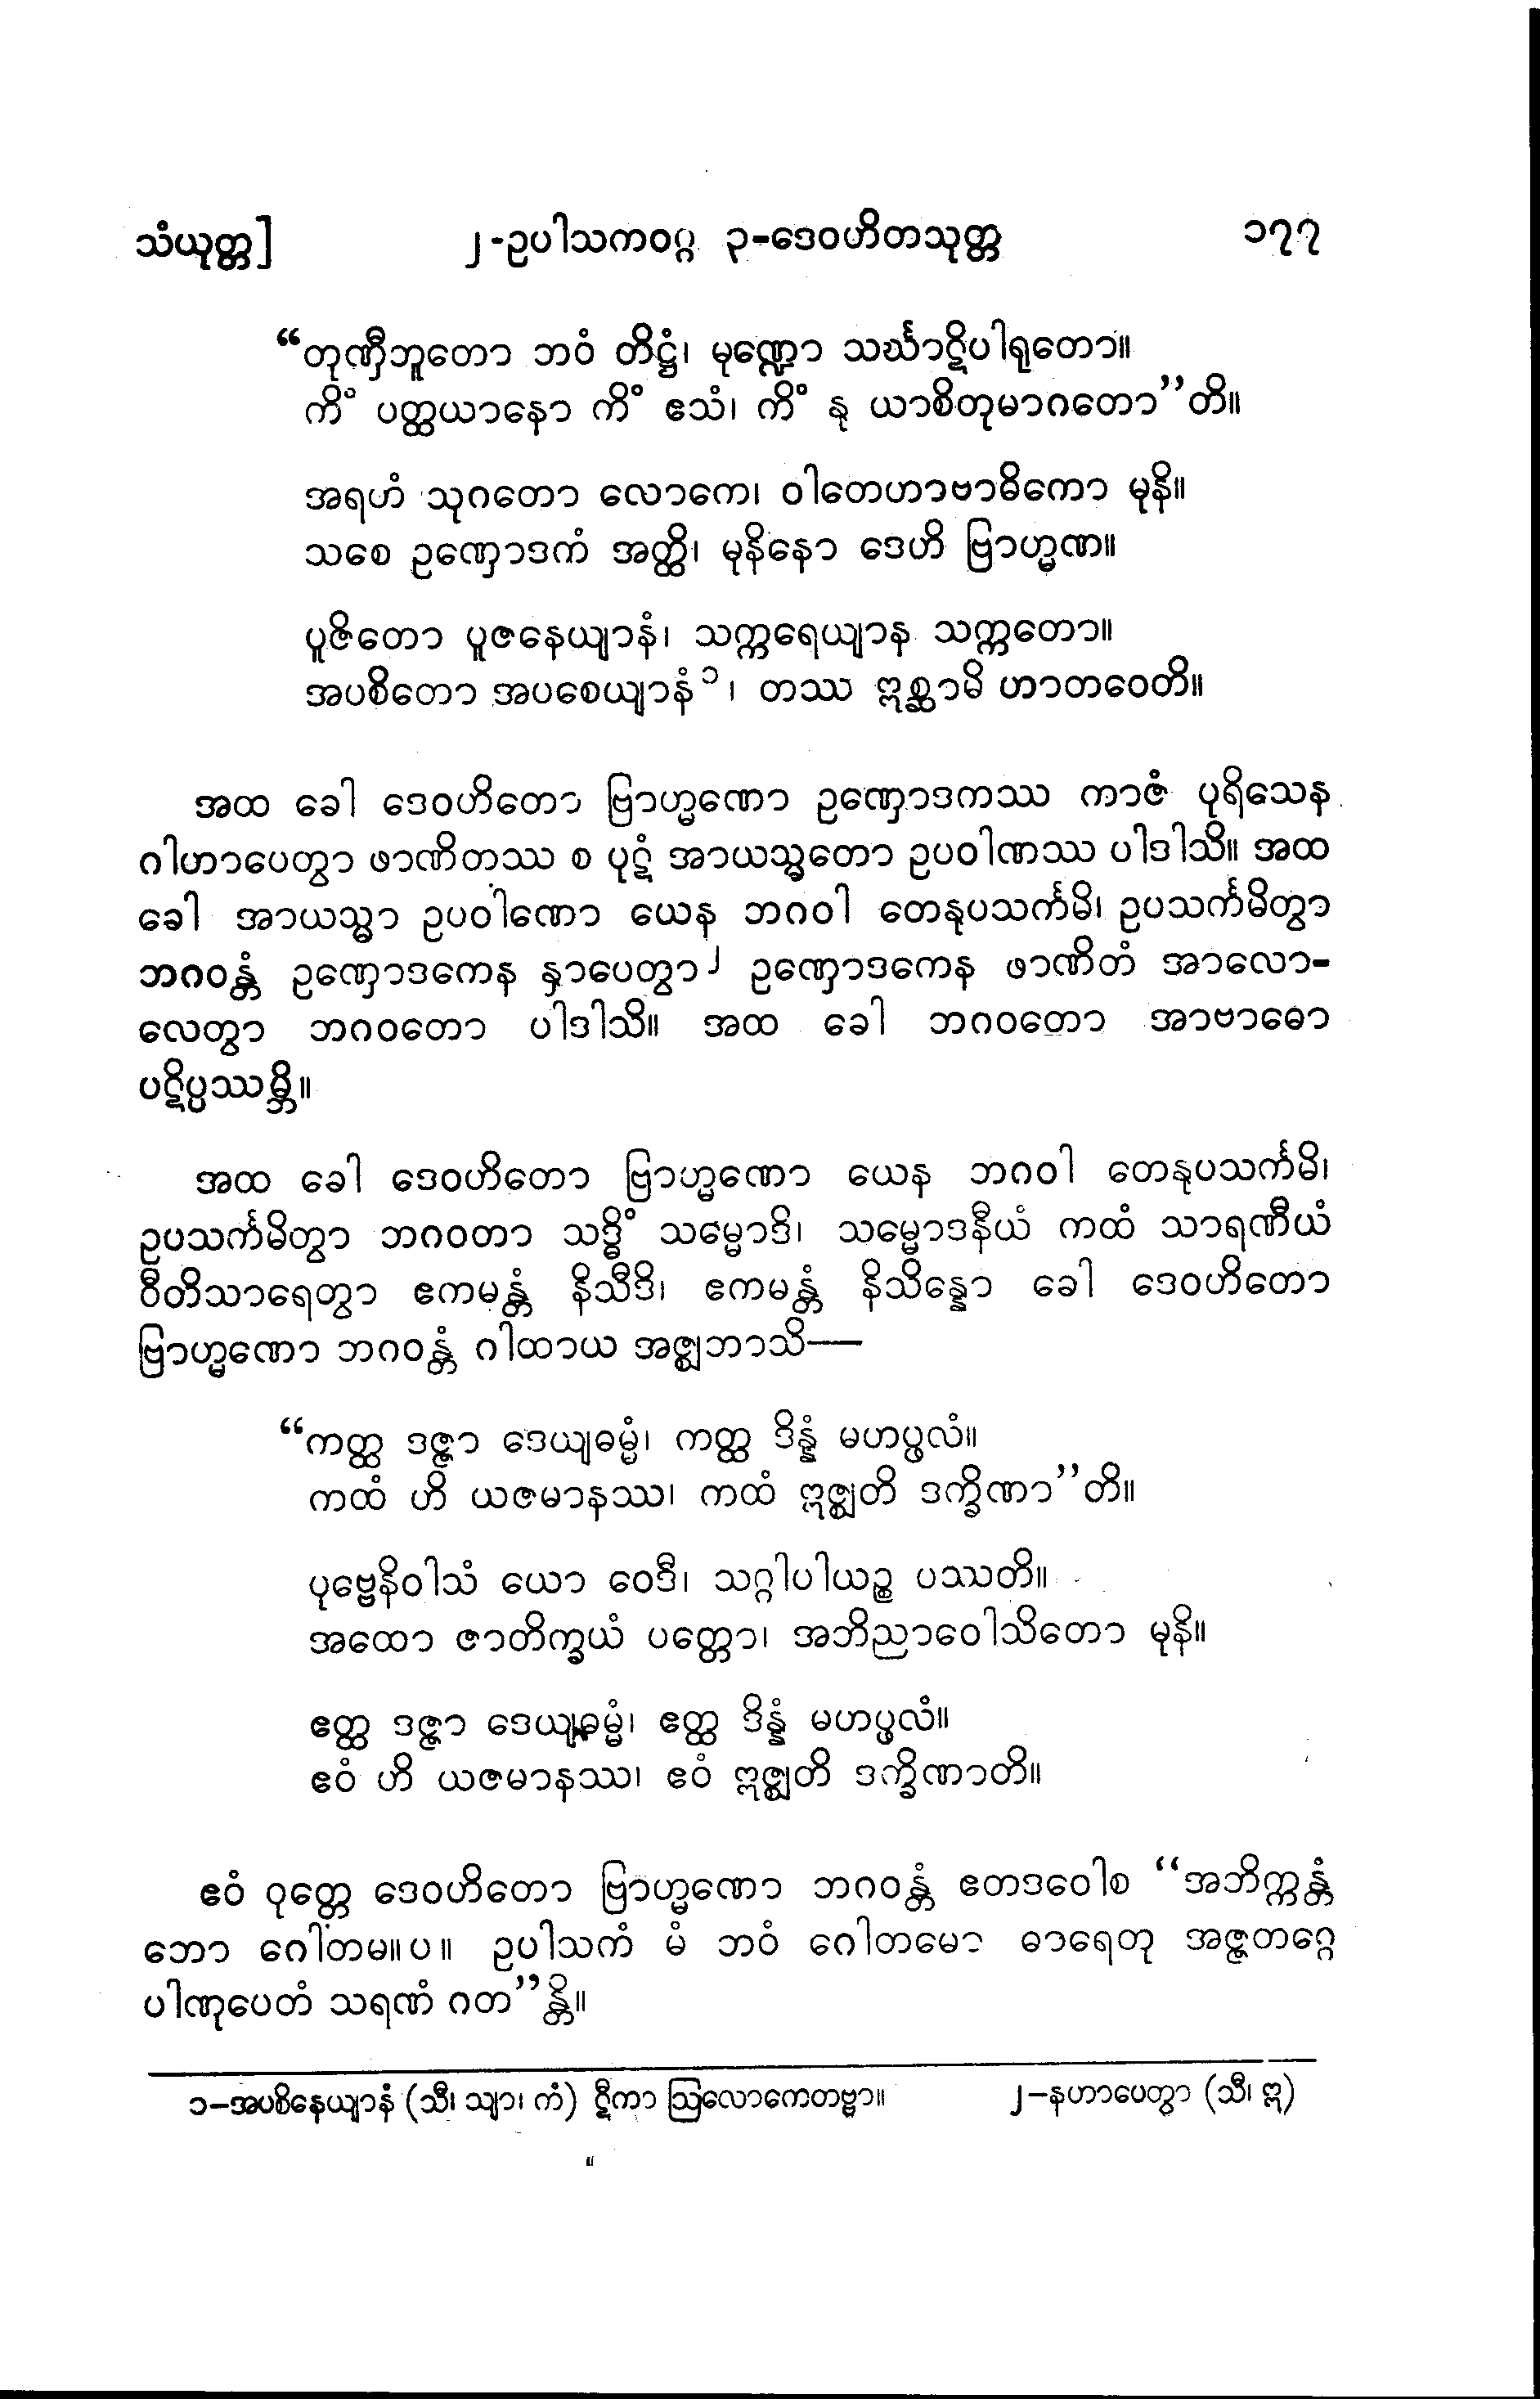 သံယုတ္တ] ၂-ဥပါသကဝဂ္ဂ ၃-ဒေဝဟိတသုတ္တ ၁၇၇
“တုဏှီဘူတော ဘဝံ တိဋ္ဌံ၊ မုဏ္ဍော သင်္ဃာဋိပါရုတော။
ကိံ ပတ္ထယာနော ကိံ ဧသံ၊ ကိံ နု ယာစိတုမာဂတော”တိ။
အရဟံ သုဂတော လောကေ၊ ဝါတေဟာဗာဓိကော မုနိ။
သစေ ဥဏှောဒကံ အတ္ထိ၊ မုနိနော ဒေဟိ ဗြာဟ္မဏ။
ပူဇိတော ပူဇနေယျာနံ၊ သက္ကရေယျာန သက္ကတော။
အပစိတော အပစေယျာနံ၁၊ တဿ ဣစ္ဆာမိ ဟာတဝေတိ။
အထ ခေါ ဒေဝဟိတော ဗြာဟ္မဏော ဥဏှောဒကဿ ကာဇံ ပုရိသေန
ဂါဟာပေတွာ ဖာဏိတဿ စ ပုဋံ အာယသ္မတော ဥပဝါဏဿ ပါဒါသိ။ အထ
ခေါ အာယသ္မာ ဥပဝါဏော ယေန ဘဂဝါ တေနုပသင်္ကမိ၊ ဥပသင်္ကမိတွာ
ဘဂဝန္တံ ဥဏှောဒကေန နှာပေတွာ၂ ဥဏှောဒကေန ဖာဏိတံ အာလော-
လေတွာ ဘဂဝတော ပါဒါသိ။ အထ ခေါ ဘဂဝတော အာဗာဓော
ပဋိပ္ပဿမ္ဘိ။
အထ ခေါ ဒေဝဟိတော ဗြာဟ္မဏော ယေန ဘဂဝါ တေနုပသင်္ကမိ၊
ဥပသင်္ကမိတွာ ဘဂဝတာ သဒ္ဓိံ သမ္မောဒိ၊ သမ္မောဒနီယံ ကထံ သာရဏီယံ
ဝီတိသာရေတွာ ဧကမန္တံ နိသီဒိ၊ ဧကမန္တံ နိသိန္နော ခေါ ဒေဝဟိတော
ဗြာဟ္မဏော ဘဂဝန္တံ ဂါထာယ အဇ္ဈဘာသိ—
“ကတ္ထ ဒဇ္ဇာ ဒေယျဓမ္မံ၊ ကတ္ထ ဒိန္နံ မဟပ္ဖလံ။
ကထံ ဟိ ယဇမာနဿ၊ ကထံ ဣဇ္ဈတိ ဒက္ခိဏာ”တိ။
ပုဗ္ဗေနိဝါသံ ယော ဝေဒီ၊ သဂ္ဂါပါယဉ္စ ပဿတိ။
အထော ဇာတိက္ခယံ ပတ္တော၊ အဘိညာဝေါသိတော မုနိ။
ဧတ္ထ ဒဇ္ဇာ ဒေယျဓမ္မံ၊ ဧတ္ထ ဒိန္နံ မဟပ္ဖလံ။
ဧဝံ ဟိ ယဇမာနဿ၊ ဧဝံ ဣဇ္ဈတိ ဒက္ခိဏာတိ။
ဧဝံ ဝုတ္တေ ဒေဝဟိတော ဗြာဟ္မဏော ဘဂဝန္တံ ဧတဒဝေါစ “အဘိက္ကန္တံ
ဘော ဂေါတမ။ပ။ ဥပါသကံ မံ ဘဝံ ဂေါတမော ဓာရေတု အဇ္ဇတဂ္ဂေ
ပါဏုပေတံ သရဏံ ဂတ”န္တိ။
၁–အပစိနေယျာနံ (သီ၊ သျာ၊ ကံ) ဋီကာ ဩလောကေတဗ္ဗာ။ ၂–နဟာပေတွာ (သီ၊ ဣ)